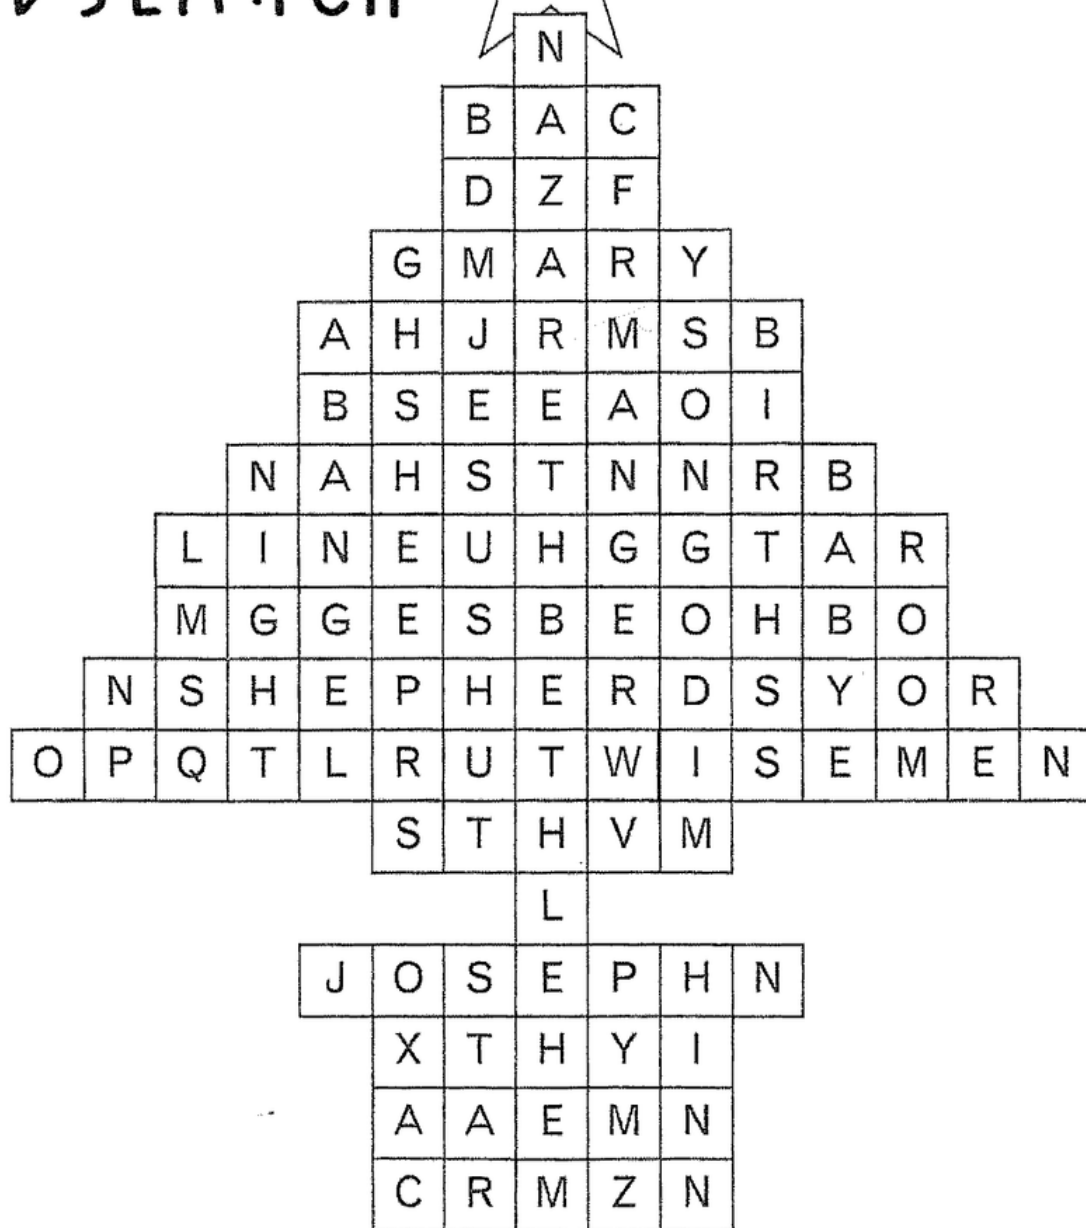 N
B A C
D Z F
G M A R Y
A H J R M S B
B S E E A O I
N A H S T N N R B
L I N E U H G G T A R
M G G E S B E O H B O
N S H E P H E R D S Y O R
O P Q T L R U T W I S E M E N
S T H V M
L
J O S E P H N
X T H Y I
A A E M N
C R M Z N